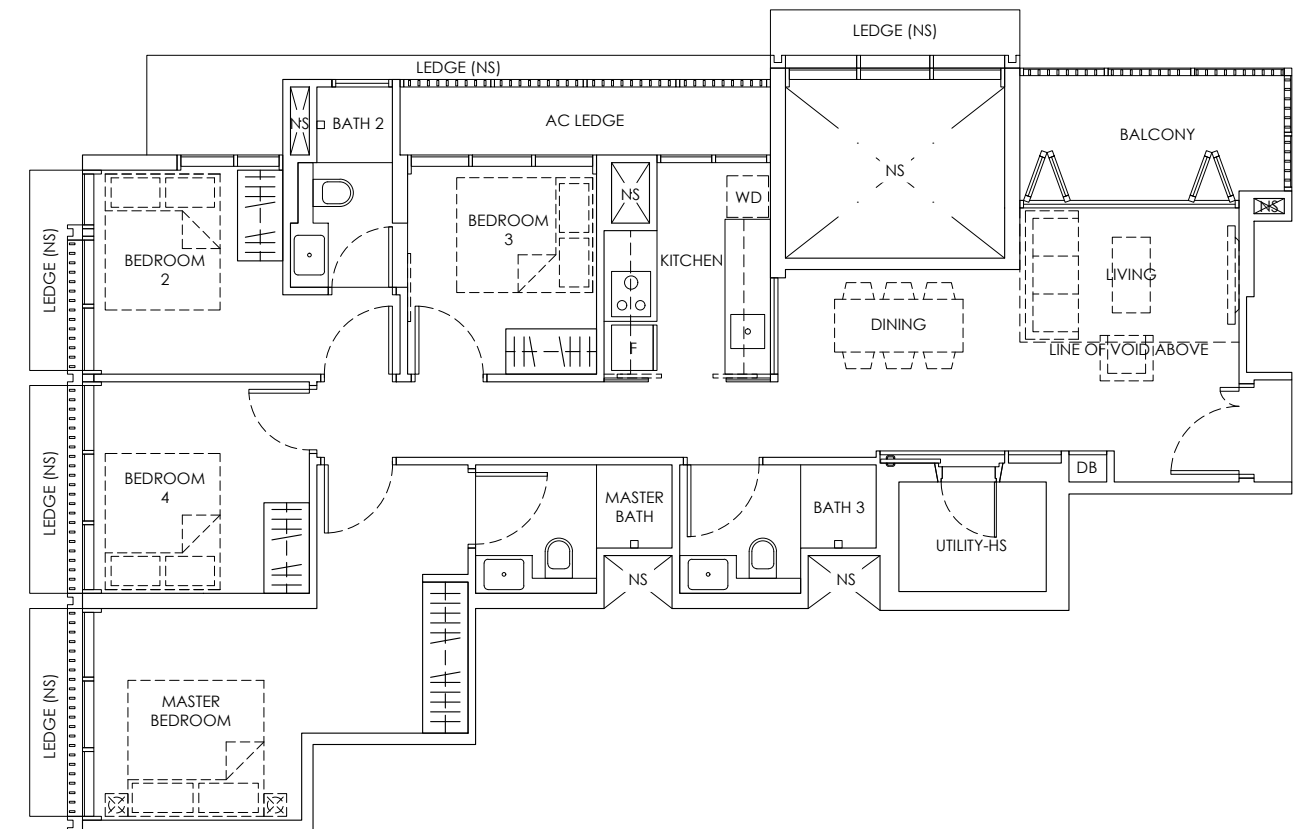 LEDGE (NS)
LEDGE (NS)
NS
BATH 2
AC LEDGE
BALCONY
NS
NS
WD
NS
BEDROOM
3
LEDGE (NS)
BEDROOM
2
KITCHEN
LIVING
DINING
F
LINE OF VOID ABOVE
LEDGE (NS)
BEDROOM
4
MASTER
BATH
BATH 3
DB
UTILITY-HS
NS
NS
LEDGE (NS)
MASTER
BEDROOM